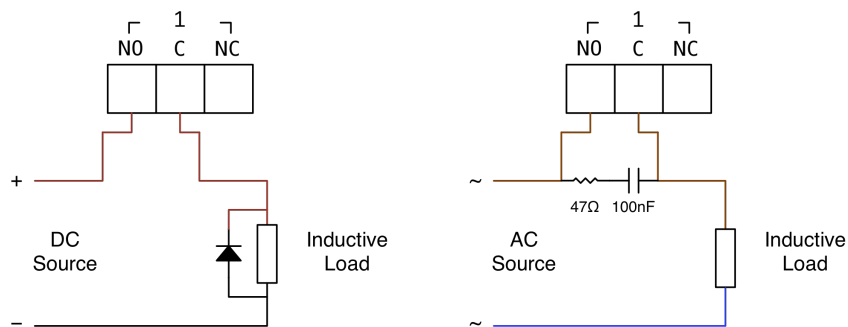 1
NO C NC
+
DC
Source
Inductive
Load
−
1
NO C NC
~
47Ω 100nF
AC
Source
Inductive
Load
~